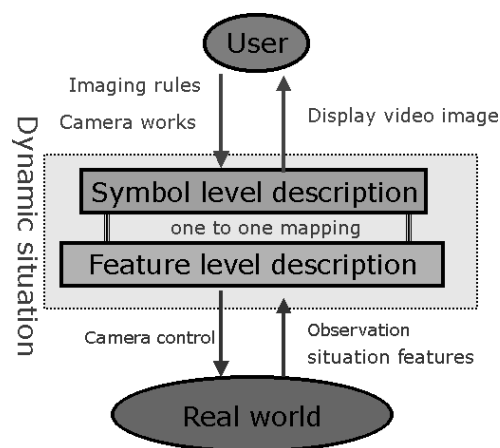 User
Imaging rules
Camera works
Display video image
Dynamic situation
Symbol level description
one to one mapping
Feature level description
Camera control
Observation
situation features
Real world